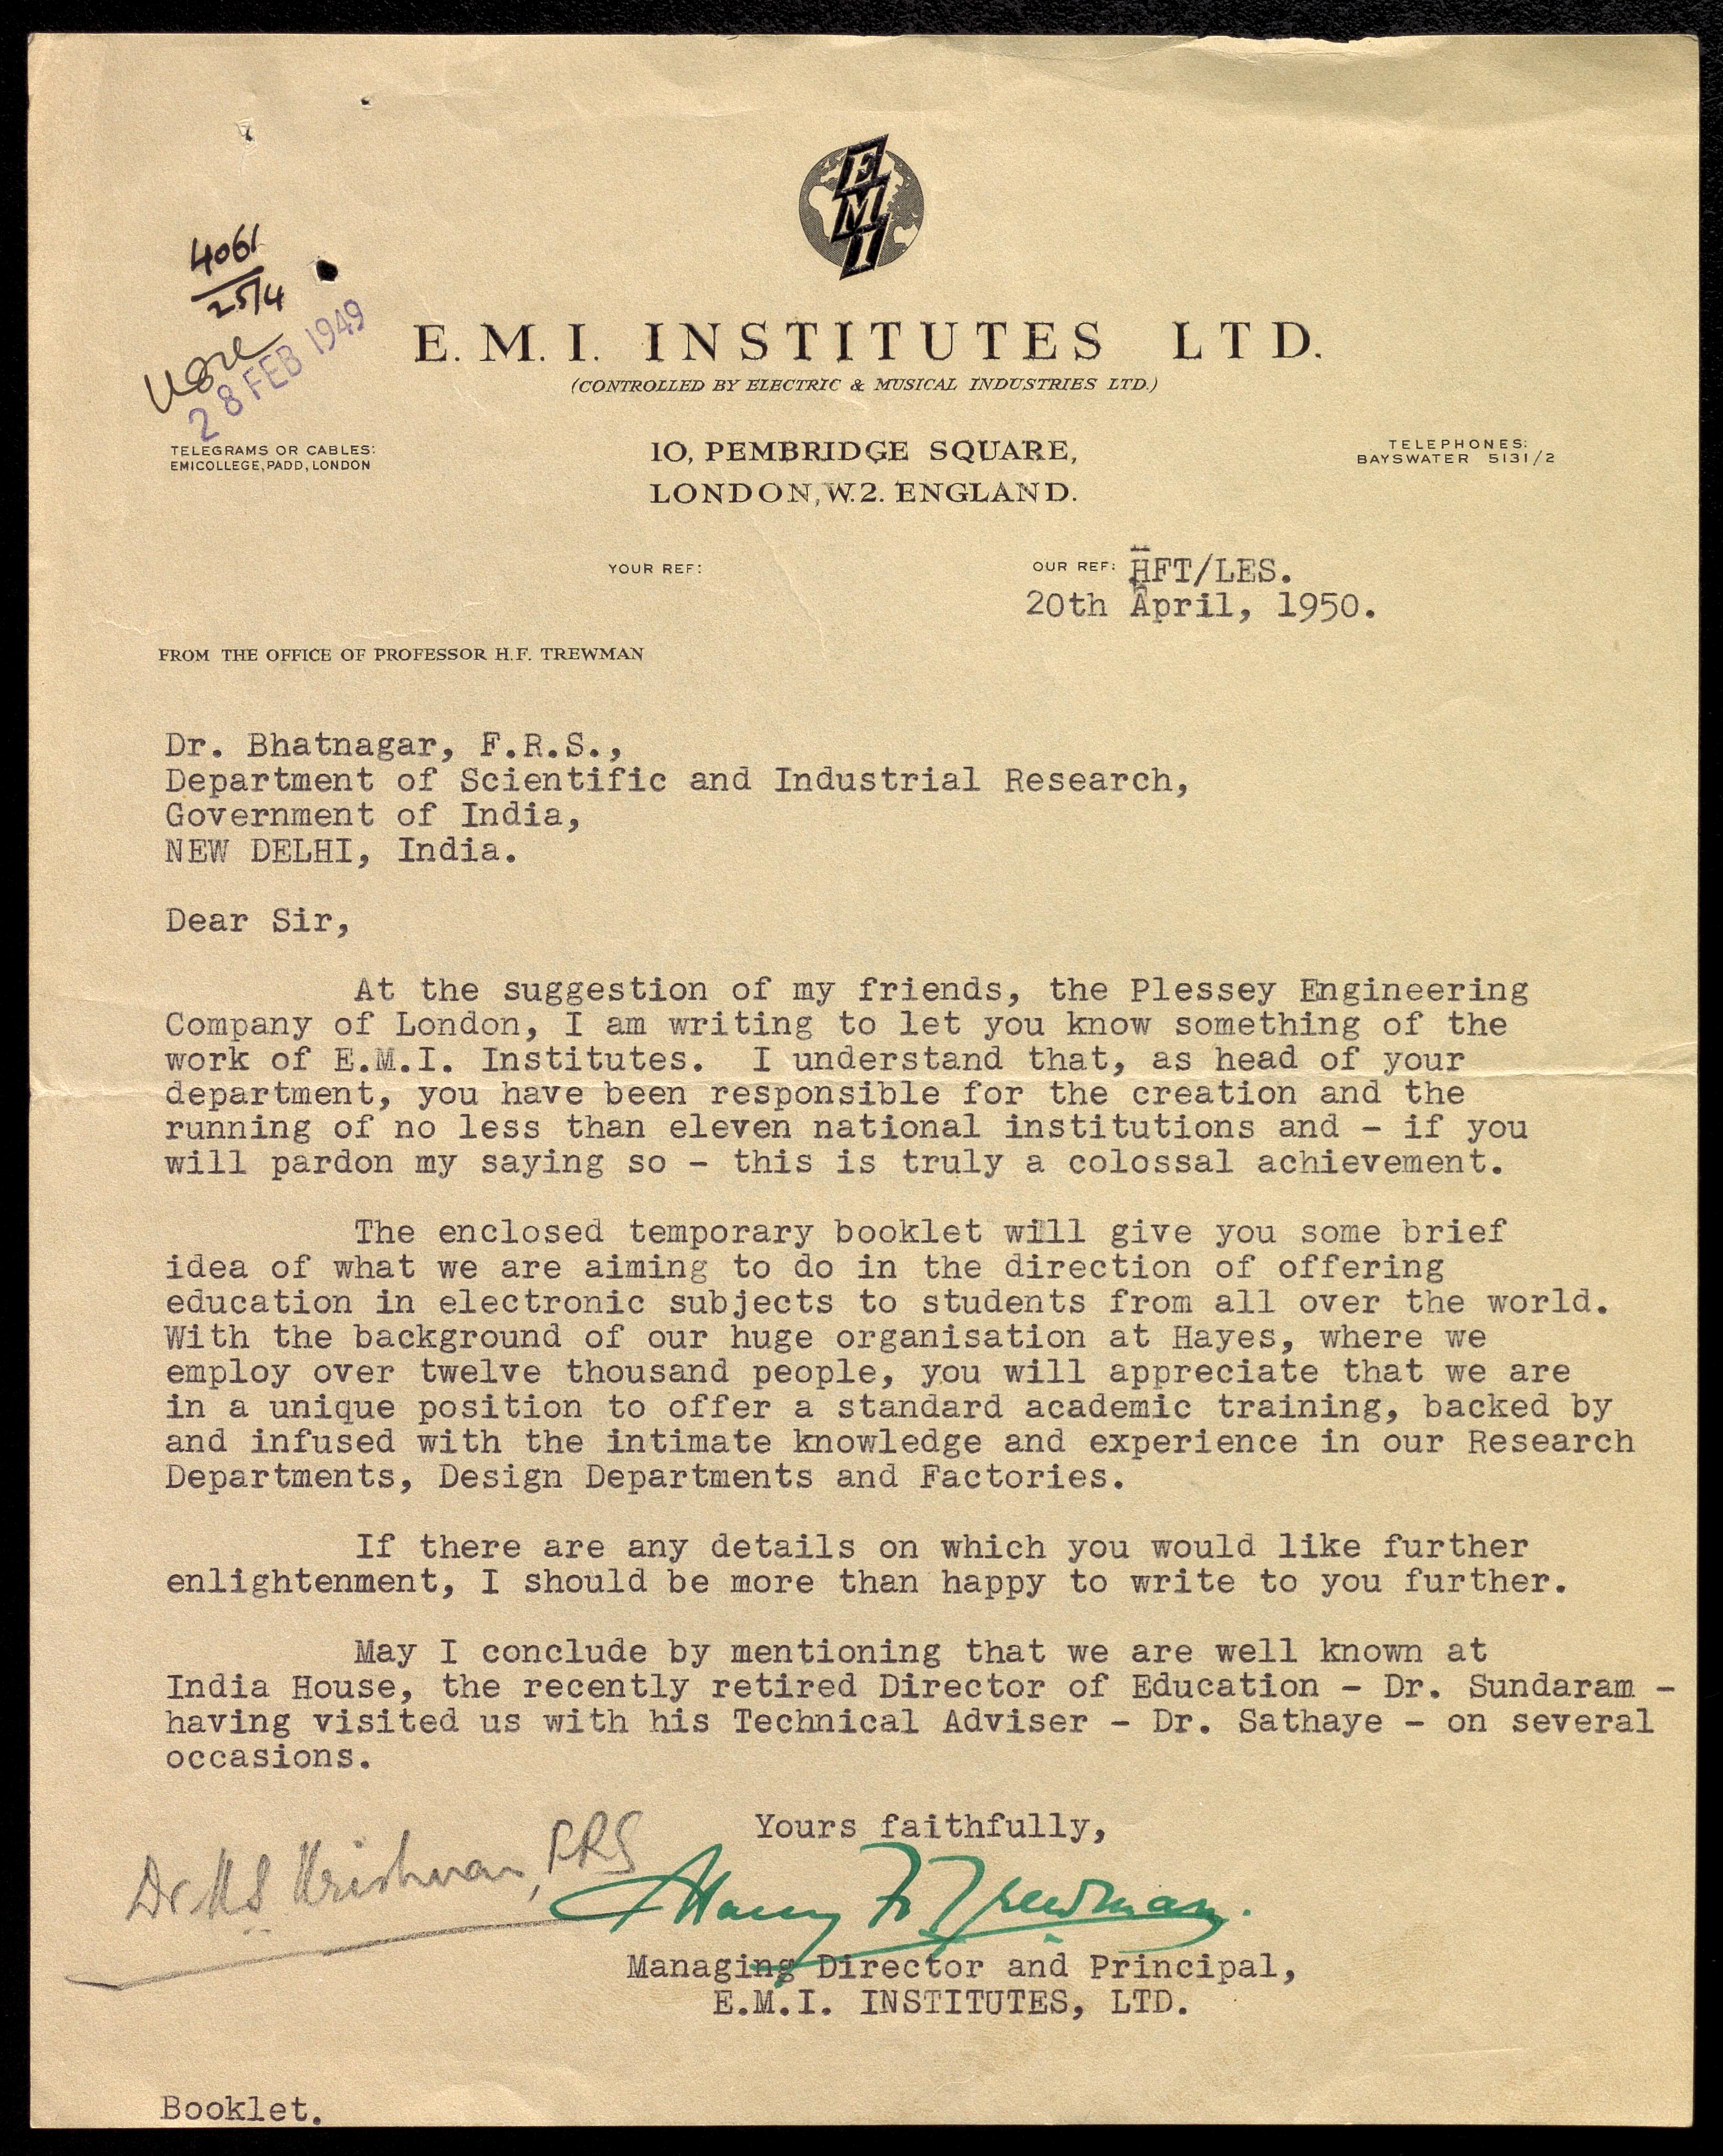 E
M
I
4061
25/4
28 FEB 1949
E. M. I. INSTITUTES LTD.
(CONTROLLED BY ELECTRIC & MUSICAL INDUSTRIES LTD.)
TELEGRAMS OR CABLES:
EMICOLLEGE, PADD, LONDON
10, PEMBRIDGE SQUARE,
LONDON, W.2. ENGLAND.
TELEPHONES:
BAYSWATER 5131/2
YOUR REF:
OUR REF: HFT/LES.
20th April, 1950.
FROM THE OFFICE OF PROFESSOR H.F. TREWMAN
Dr. Bhatnagar, F.R.S.,
Department of Scientific and Industrial Research,
Government of India,
NEW DELHI, India.
Dear Sir,
At the suggestion of my friends, the Plessey Engineering
Company of London, I am writing to let you know something of the
work of E.M.I. Institutes. I understand that, as head of your
department, you have been responsible for the creation and the
running of no less than eleven national institutions and - if you
will pardon my saying so - this is truly a colossal achievement.
The enclosed temporary booklet will give you some brief
idea of what we are aiming to do in the direction of offering
education in electronic subjects to students from all over the world.
With the background of our huge organisation at Hayes, where we
employ over twelve thousand people, you will appreciate that we are
in a unique position to offer a standard academic training, backed by
and infused with the intimate knowledge and experience in our Research
Departments, Design Departments and Factories.
If there are any details on which you would like further
enlightenment, I should be more than happy to write to you further.
May I conclude by mentioning that we are well known at
India House, the recently retired Director of Education - Dr. Sundaram -
having visited us with his Technical Adviser - Dr. Sathaye - on several
occasions.
Yours faithfully,
Dr KS Krishnan, FRS
Harry F. Trewman.
Managing Director and Principal,
E.M.I. INSTITUTES, LTD.
Booklet.